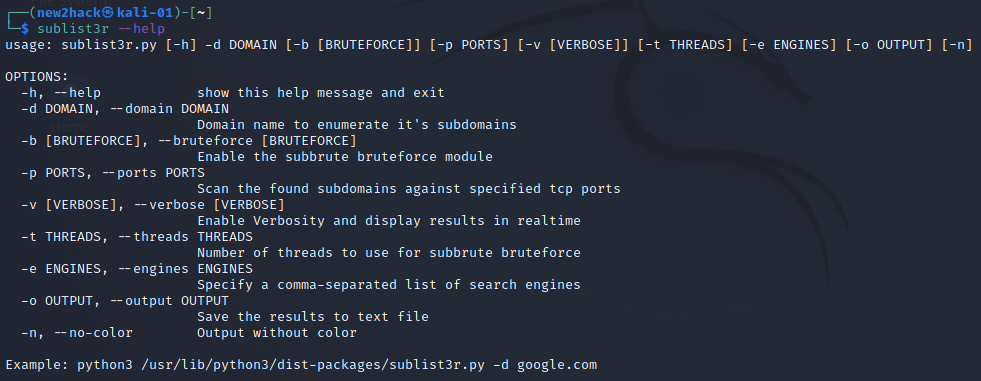 File System
┌──(new2hack㉿kali-01)-[~]
└─$ sublist3r --help
usage: sublist3r.py [-h] -d DOMAIN [-b [BRUTEFORCE]] [-p PORTS] [-v [VERBOSE]] [-t THREADS] [-e ENGINES] [-o OUTPUT] [-n]

OPTIONS:
  -h, --help            show this help message and exit
  -d DOMAIN, --domain DOMAIN
                        Domain name to enumerate it's subdomains
Home
  -b [BRUTEFORCE], --bruteforce [BRUTEFORCE]
                        Enable the subbrute bruteforce module
  -p PORTS, --ports PORTS
                        Scan the found subdomains against specified tcp ports
  -v [VERBOSE], --verbose [VERBOSE]
                        Enable Verbosity and display results in realtime
  -t THREADS, --threads THREADS
                        Number of threads to use for subbrute bruteforce
  -e ENGINES, --engines ENGINES
                        Specify a comma-separated list of search engines
  -o OUTPUT, --output OUTPUT
                        Save the results to text file
  -n, --no-color        Output without color

Example: python3 /usr/lib/python3/dist-packages/sublist3r.py -d google.com